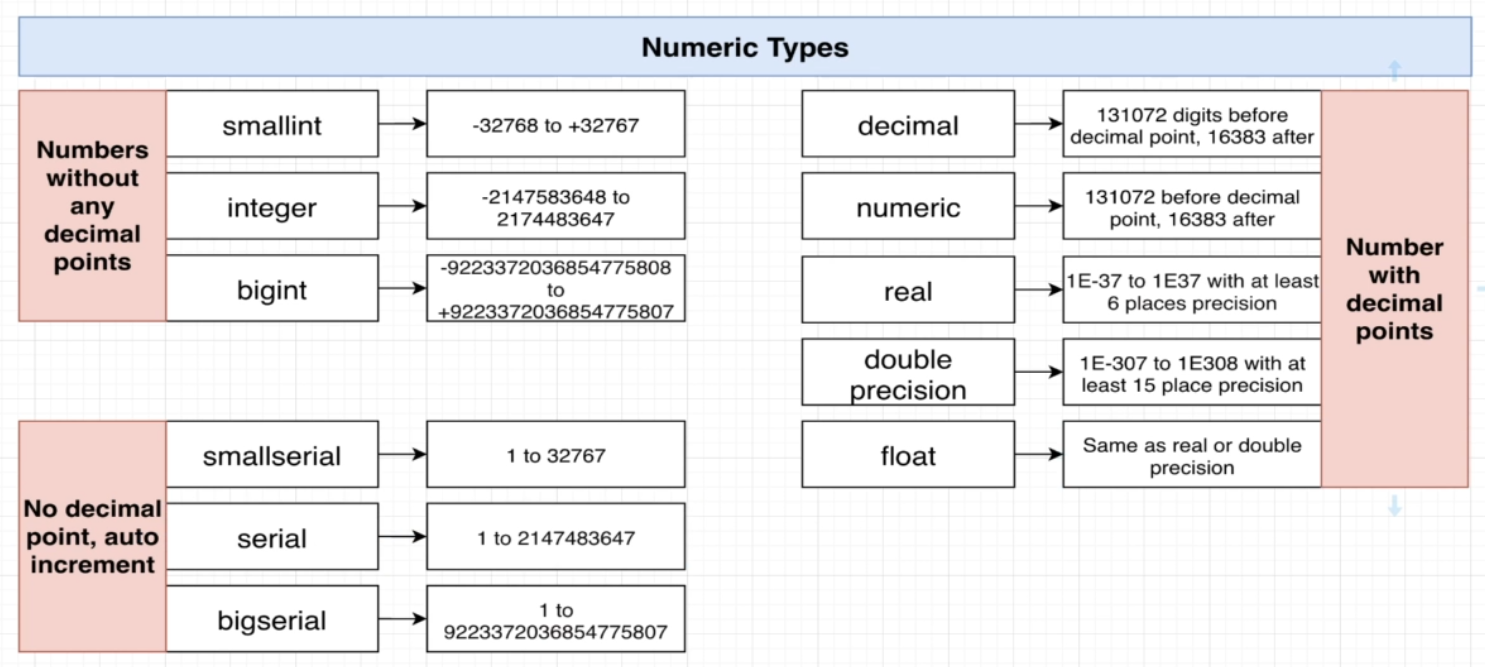 Numeric Types
Numbers
without
any
decimal
points
smallint
-32768 to +32767
integer
-2147583648 to
2174483647
bigint
-9223372036854775808
to
+9223372036854775807
No decimal
point, auto
increment
smallserial
1 to 32767
serial
1 to 2147483647
bigserial
1 to
9223372036854775807
decimal
131072 digits before
decimal point, 16383 after
numeric
131072 before decimal
point, 16383 after
real
1E-37 to 1E37 with at least
6 places precision
double
precision
1E-307 to 1E308 with at
least 15 place precision
float
Same as real or double
precision
Number
with
decimal
points